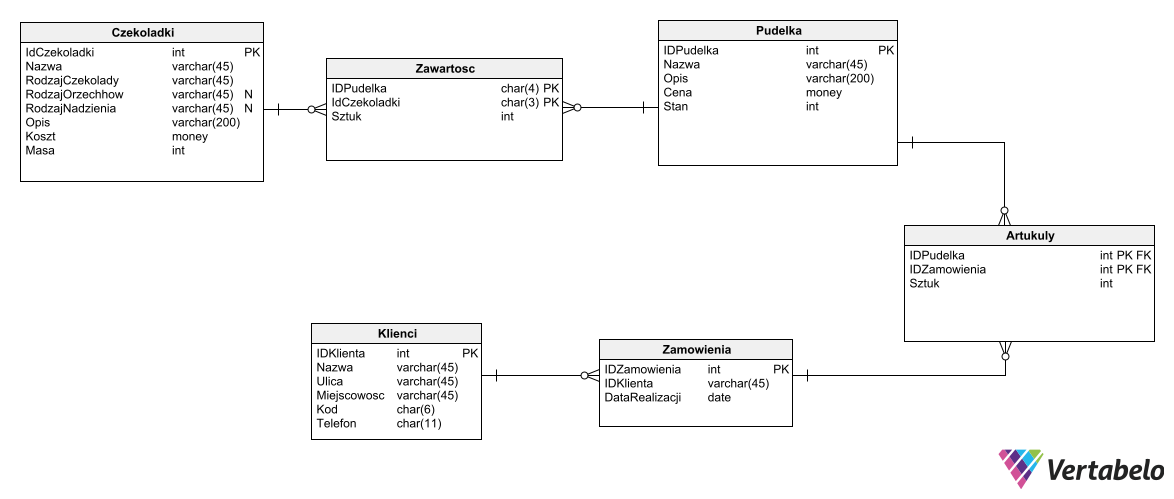 Czekoladki
IdCzekoladki int PK
Nazwa varchar(45)
RodzajCzekolady varchar(45)
RodzajOrzechhow varchar(45) N
RodzajNadzienia varchar(45) N
Opis varchar(200)
Koszt money
Masa int
Zawartosc
IDPudelka char(4) PK
IdCzekoladki char(3) PK
Sztuk int
Pudelka
IDPudelka int PK
Nazwa varchar(45)
Opis varchar(200)
Cena money
Stan int
Artukuly
IDPudelka int PK FK
IDZamowienia int PK FK
Sztuk int
Klienci
IDKlienta int PK
Nazwa varchar(45)
Ulica varchar(45)
Miejscowosc varchar(45)
Kod char(6)
Telefon char(11)
Zamowienia
IDZamowienia int PK
IDKlienta varchar(45)
DataRealizacji date
Vertabelo